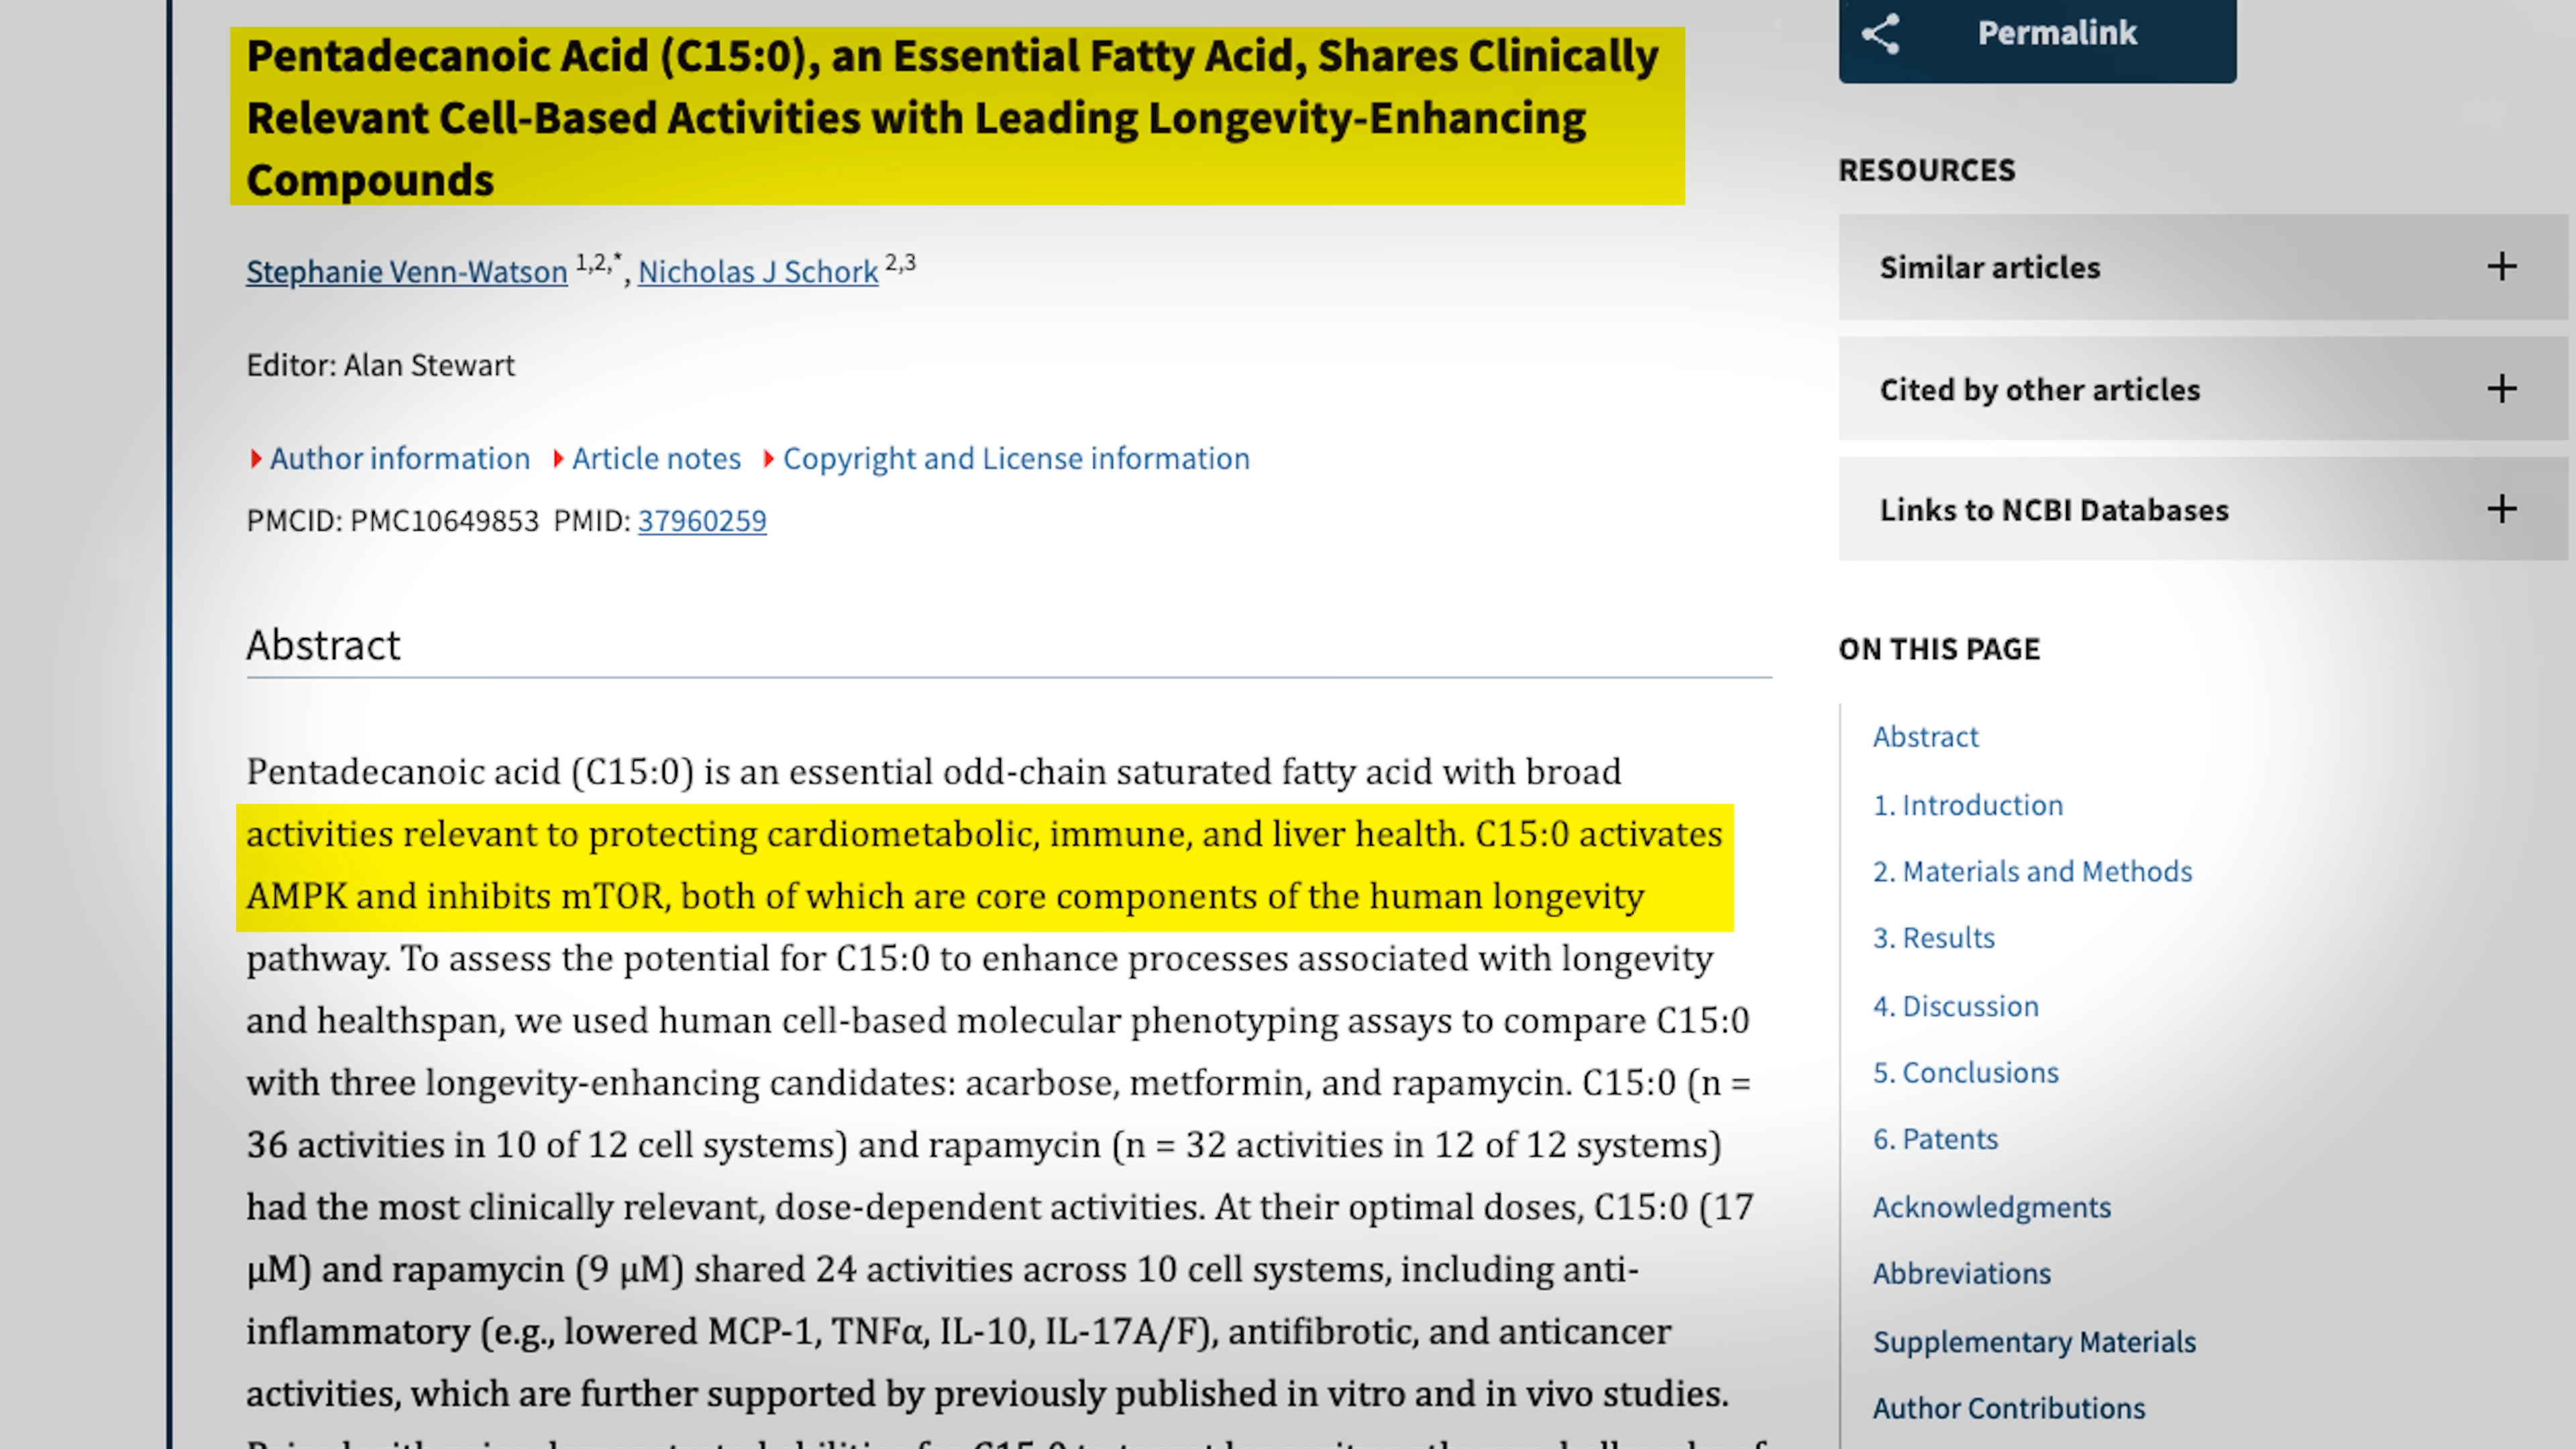 Pentadecanoic Acid (C15:0), an Essential Fatty Acid, Shares Clinically
Relevant Cell-Based Activities with Leading Longevity-Enhancing
Compounds
Stephanie Venn-Watson 1,2,*, Nicholas J Schork 2,3
Editor: Alan Stewart
Author information Article notes Copyright and License information
PMCID: PMC10649853 PMID: 37960259
Abstract
Pentadecanoic acid (C15:0) is an essential odd-chain saturated fatty acid with broad
activities relevant to protecting cardiometabolic, immune, and liver health. C15:0 activates
AMPK and inhibits mTOR, both of which are core components of the human longevity
pathway. To assess the potential for C15:0 to enhance processes associated with longevity
and healthspan, we used human cell-based molecular phenotyping assays to compare C15:0
with three longevity-enhancing candidates: acarbose, metformin, and rapamycin. C15:0 (n =
36 activities in 10 of 12 cell systems) and rapamycin (n = 32 activities in 12 of 12 systems)
had the most clinically relevant, dose-dependent activities. At their optimal doses, C15:0 (17
µM) and rapamycin (9 µM) shared 24 activities across 10 cell systems, including anti-
inflammatory (e.g., lowered MCP-1, TNFα, IL-10, IL-17A/F), antifibrotic, and anticancer
activities, which are further supported by previously published in vitro and in vivo studies.
Permalink
RESOURCES
Similar articles
Cited by other articles
Links to NCBI Databases
ON THIS PAGE
Abstract
1. Introduction
2. Materials and Methods
3. Results
4. Discussion
5. Conclusions
6. Patents
Acknowledgments
Abbreviations
Supplementary Materials
Author Contributions